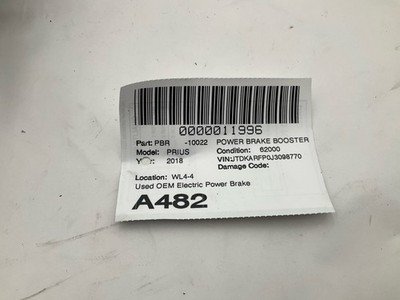 0000011996
Part: PBR -10022 POWER BRAKE BOOSTER
Model: PRIUS Condition: 62000
Year: 2018 VIN:JTDKARFP0J3098770
Damage Code:
Location: WL4-4
Used OEM Electric Power Brake
A482